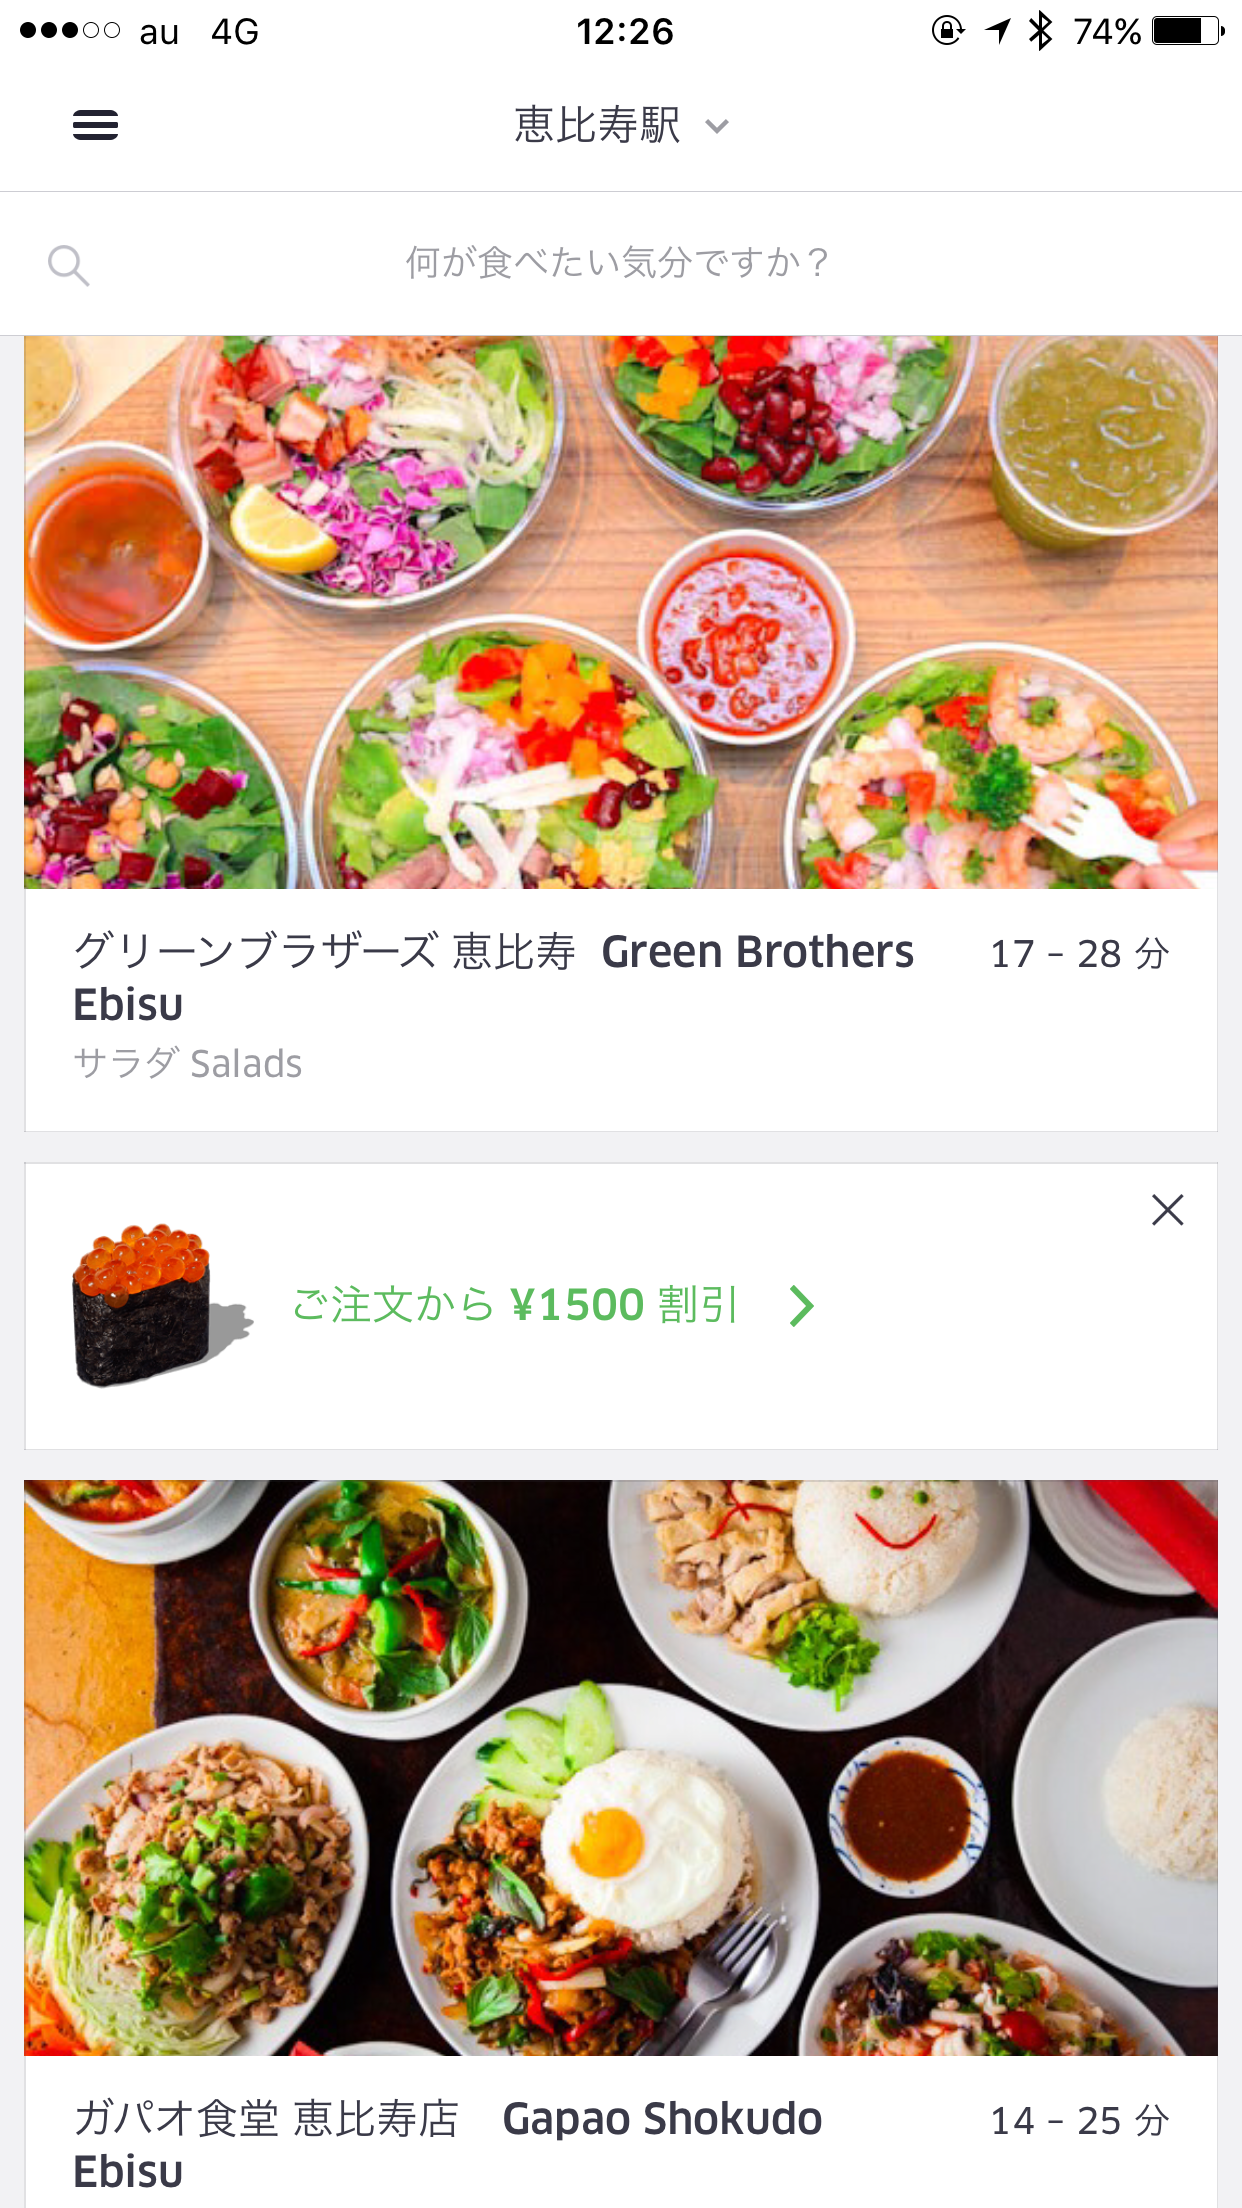 au 4G 12:26 74%
恵比寿駅
何が食べたい気分ですか？
グリーンブラザーズ 恵比寿 Green Brothers 17 – 28 分
Ebisu
サラダ Salads
ご注文から ¥1500 割引
ガパオ食堂 恵比寿店 Gapao Shokudo 14 – 25 分
Ebisu